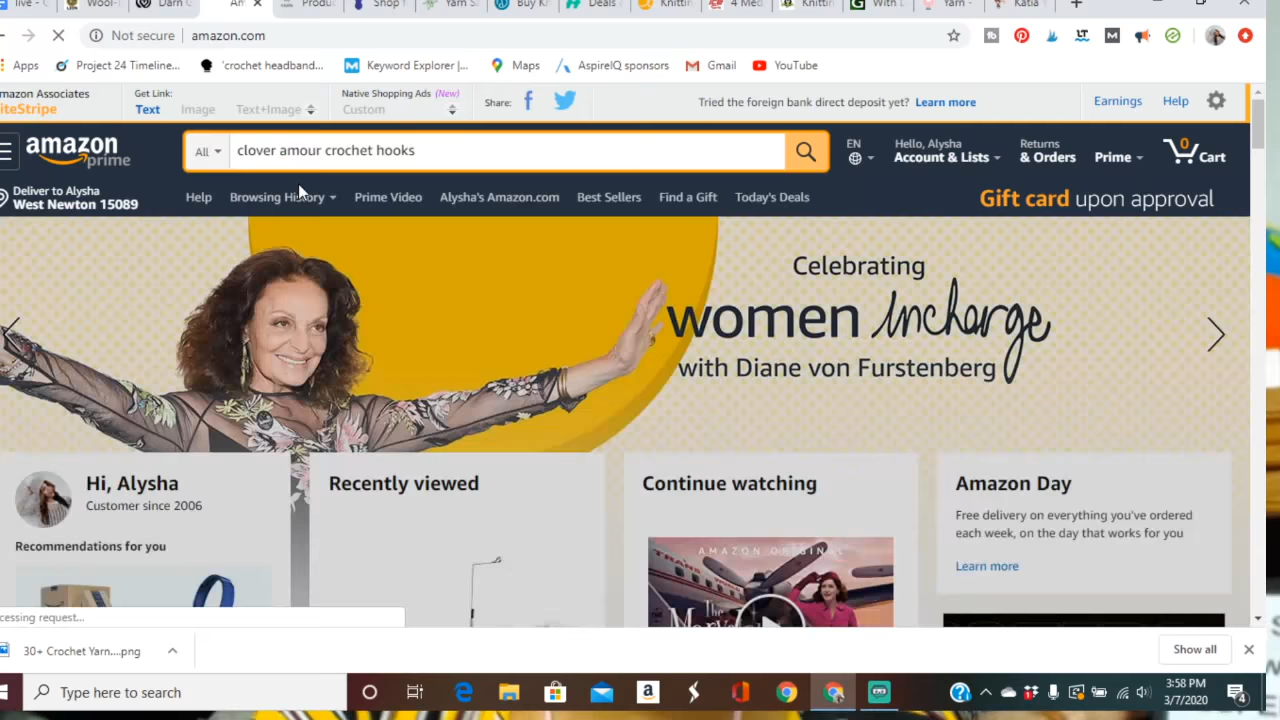 live - C
Wool-
Darn
Am
Produ
Shop
Yarn S
Buy K
Deals
Knittin
4 Med
Knittin
With L
Yarn -
Katia
Not secure
amazon.com
Apps
Project 24 Timeline...
'crochet headband...
Keyword Explorer |...
Maps
AspireIQ sponsors
Gmail
YouTube
mazon Associates
iteStripe
Get Link:
Text
Image
Text+Image
Native Shopping Ads (New)
Custom
Share:
Tried the foreign bank direct deposit yet? Learn more
Earnings
Help
amazon
prime
All
clover amour crochet hooks
EN
Hello, Alysha
Account & Lists
Returns
& Orders
Prime
0
Cart
Deliver to Alysha
West Newton 15089
Help
Browsing History
Prime Video
Alysha's Amazon.com
Best Sellers
Find a Gift
Today's Deals
Gift card upon approval
Celebrating
women incharge
with Diane von Furstenberg
Hi, Alysha
Customer since 2006
Recommendations for you
Recently viewed
Continue watching
AMAZON ORIGINAL
The
Amazon Day
Free delivery on everything you've ordered
each week, on the day that works for you
Learn more
cessing request...
30+ Crochet Yarn....png
Show all
Type here to search
3:58 PM
3/7/2020
4